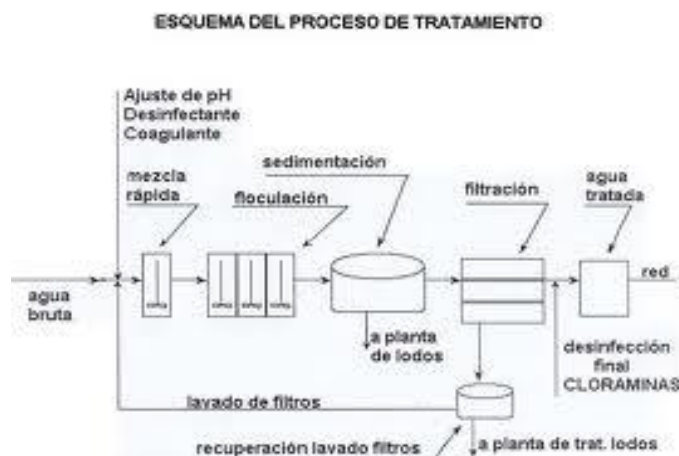 ESQUEMA DEL PROCESO DE TRATAMIENTO
Ajuste de pH
Desinfectante
Coagulante
sedimentación
mezcla
rápida
floculación
filtración
agua
tratada
agua
bruta
red
a planta
de lodos
desinfección
final
CLORAMINAS
lavado de filtros
recuperación lavado filtros
a planta de trat. lodos